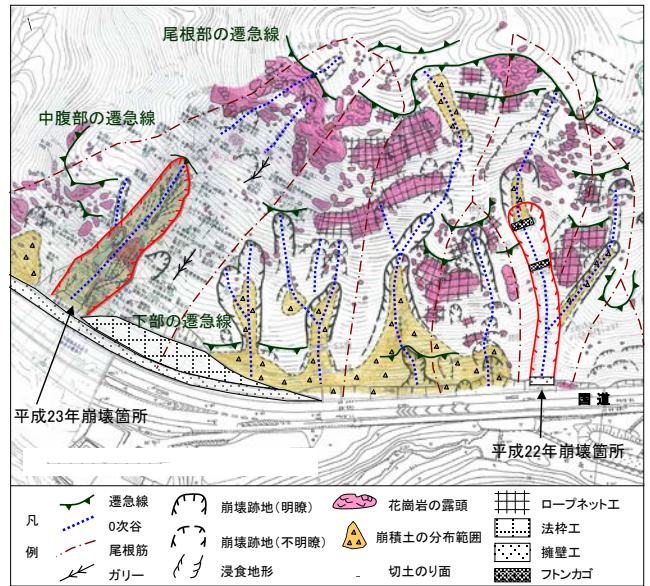 尾根部の遷急線
中腹部の遷急線
下部の遷急線
平成23年崩壊箇所
国道
平成22年崩壊箇所
凡例
遷急線
0次谷
尾根筋
ガリー
崩壊跡地(明瞭)
崩壊跡地(不明瞭)
浸食地形
花崗岩の露頭
崩積土の分布範囲
切土のり面
ロープネット工
法枠工
擁壁工
フトンカゴ